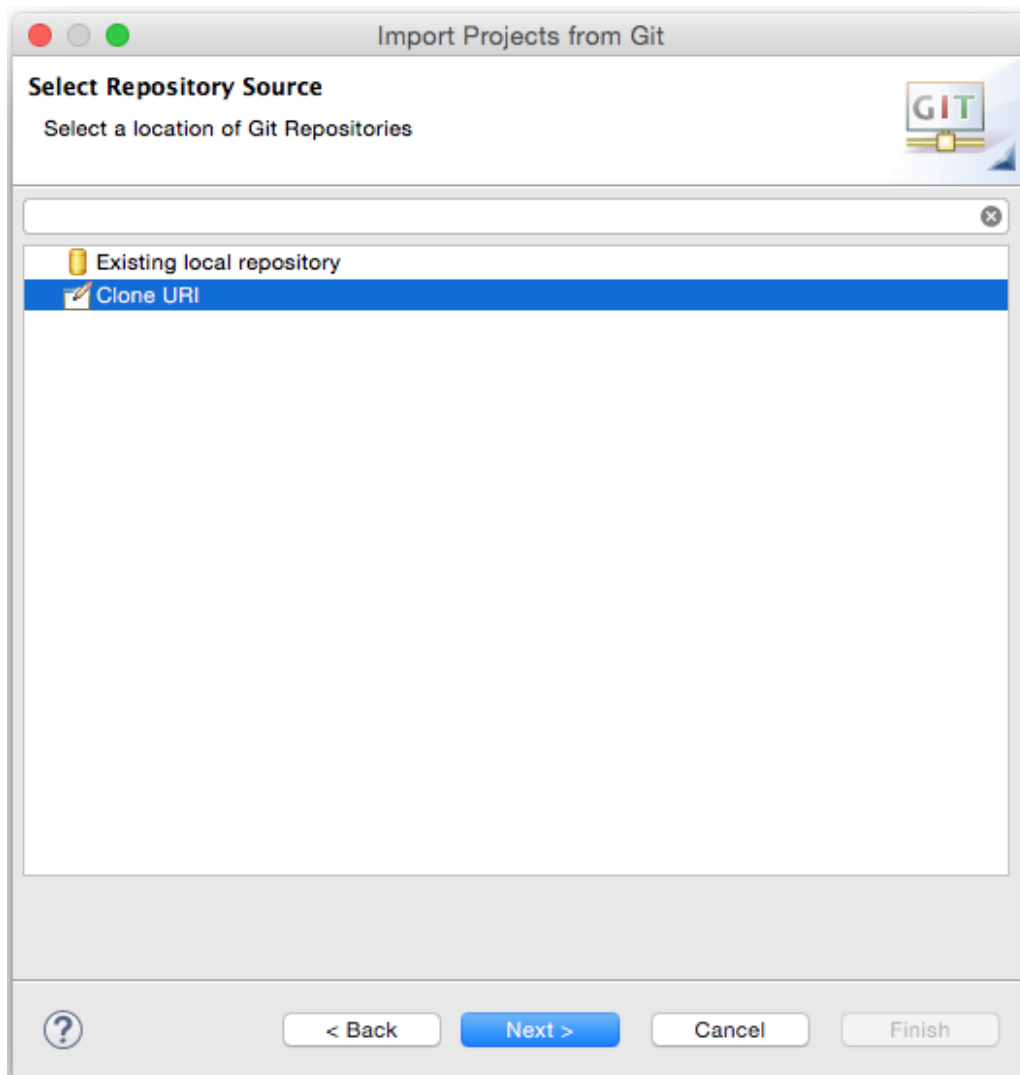 Import Projects from Git
Select Repository Source
Select a location of Git Repositories
GIT
Existing local repository
Clone URI
?
< Back
Next >
Cancel
Finish